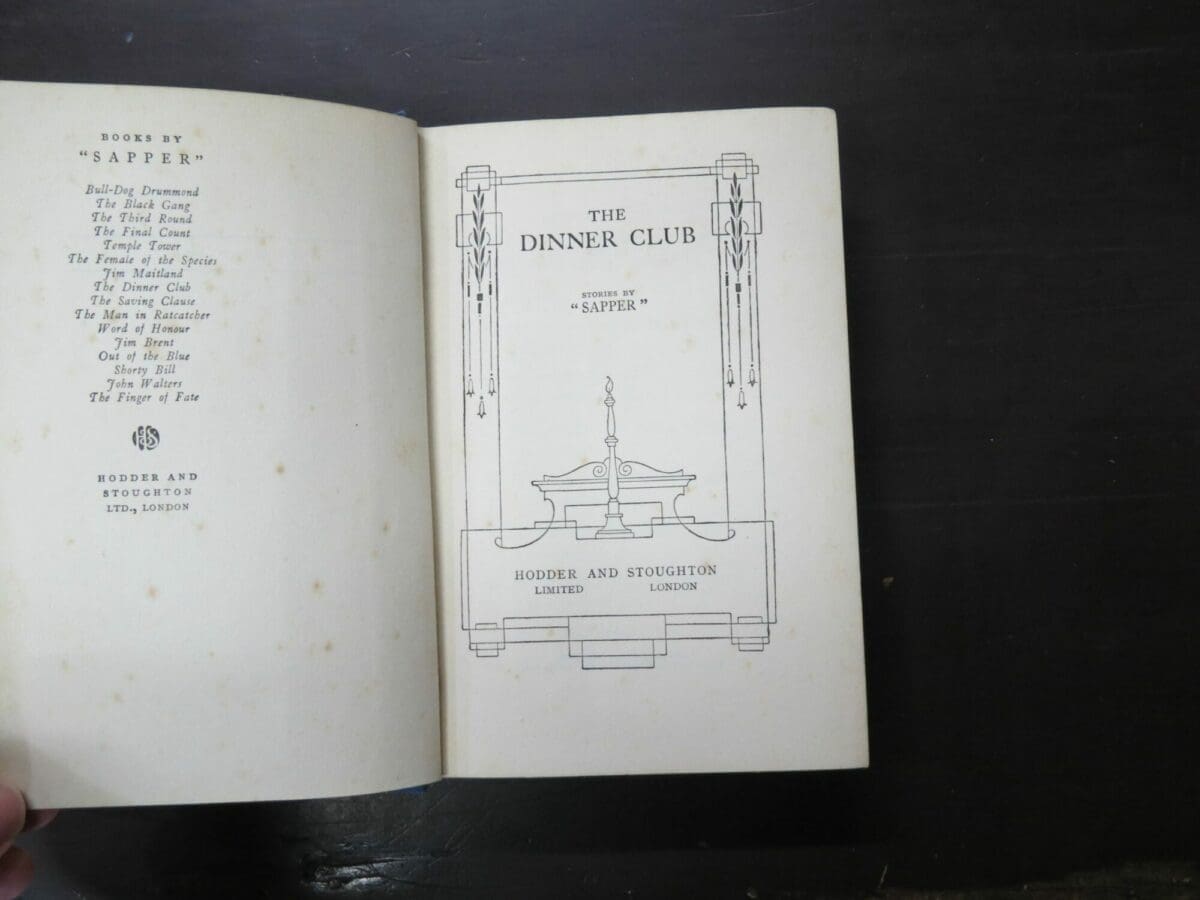 BOOKS BY
"SAPPER"
Bull-Dog Drummond
The Black Gang
The Third Round
The Final Count
Temple Tower
The Female of the Species
Jim Maitland
The Dinner Club
The Saving Clause
The Man in Ratcatcher
Word of Honour
Jim Brent
Out of the Blue
Shorty Bill
John Walters
The Finger of Fate
HODDER AND
STOUGHTON
LTD., LONDON
THE
DINNER CLUB
STORIES BY
"SAPPER"
HODDER AND STOUGHTON
LIMITED LONDON